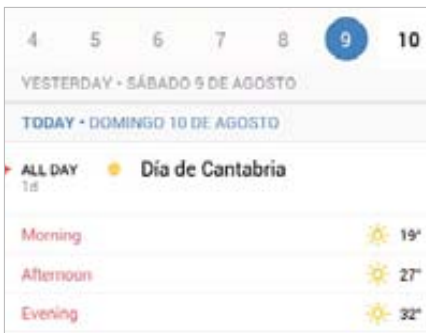 4 5 6 7 8 9 10
YESTERDAY • SÁBADO 9 DE AGOSTO
TODAY • DOMINGO 10 DE AGOSTO
ALL DAY Día de Cantabria
1d
Morning 19°
Afternoon 27°
Evening 32°